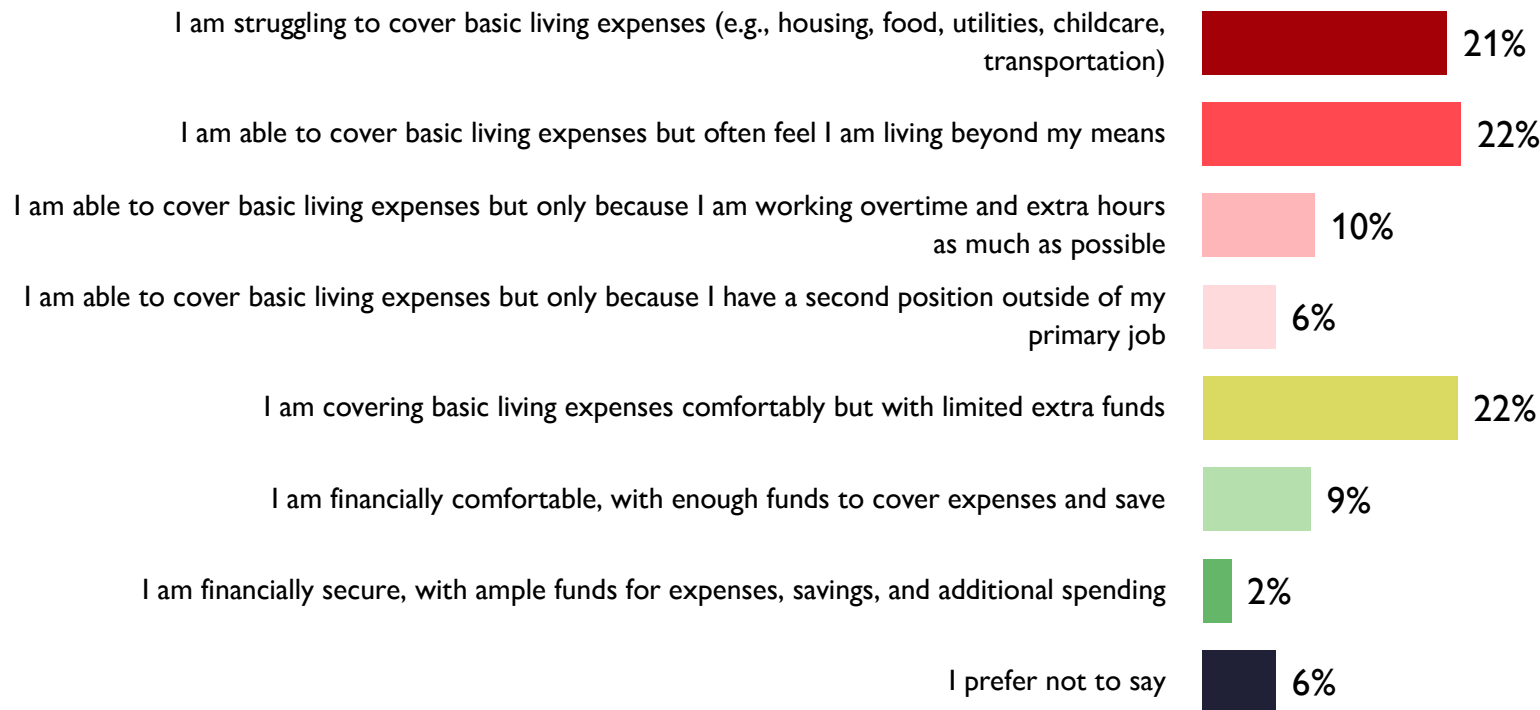 I am struggling to cover basic living expenses (e.g., housing, food, utilities, childcare,
transportation)
21%
I am able to cover basic living expenses but often feel I am living beyond my means
22%
I am able to cover basic living expenses but only because I am working overtime and extra hours
as much as possible
10%
I am able to cover basic living expenses but only because I have a second position outside of my
primary job
6%
I am covering basic living expenses comfortably but with limited extra funds
22%
I am financially comfortable, with enough funds to cover expenses and save
9%
I am financially secure, with ample funds for expenses, savings, and additional spending
2%
I prefer not to say
6%